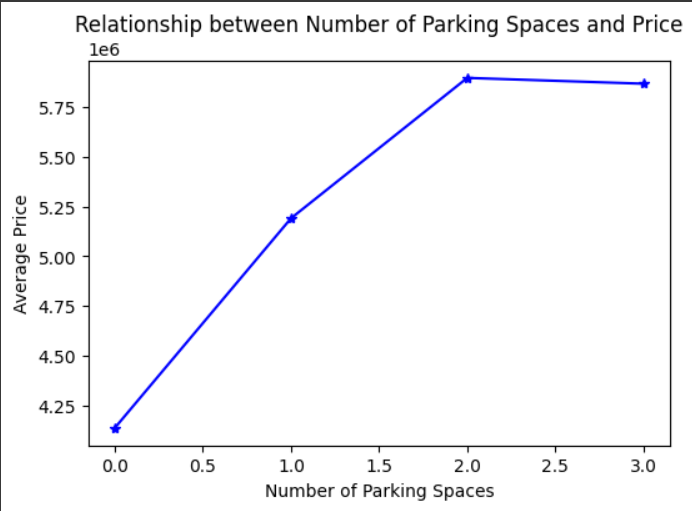 Relationship between Number of Parking Spaces and Price
1e6
5.75
5.50
5.25
5.00
4.75
4.50
4.25
Average Price
0.0 0.5 1.0 1.5 2.0 2.5 3.0
Number of Parking Spaces